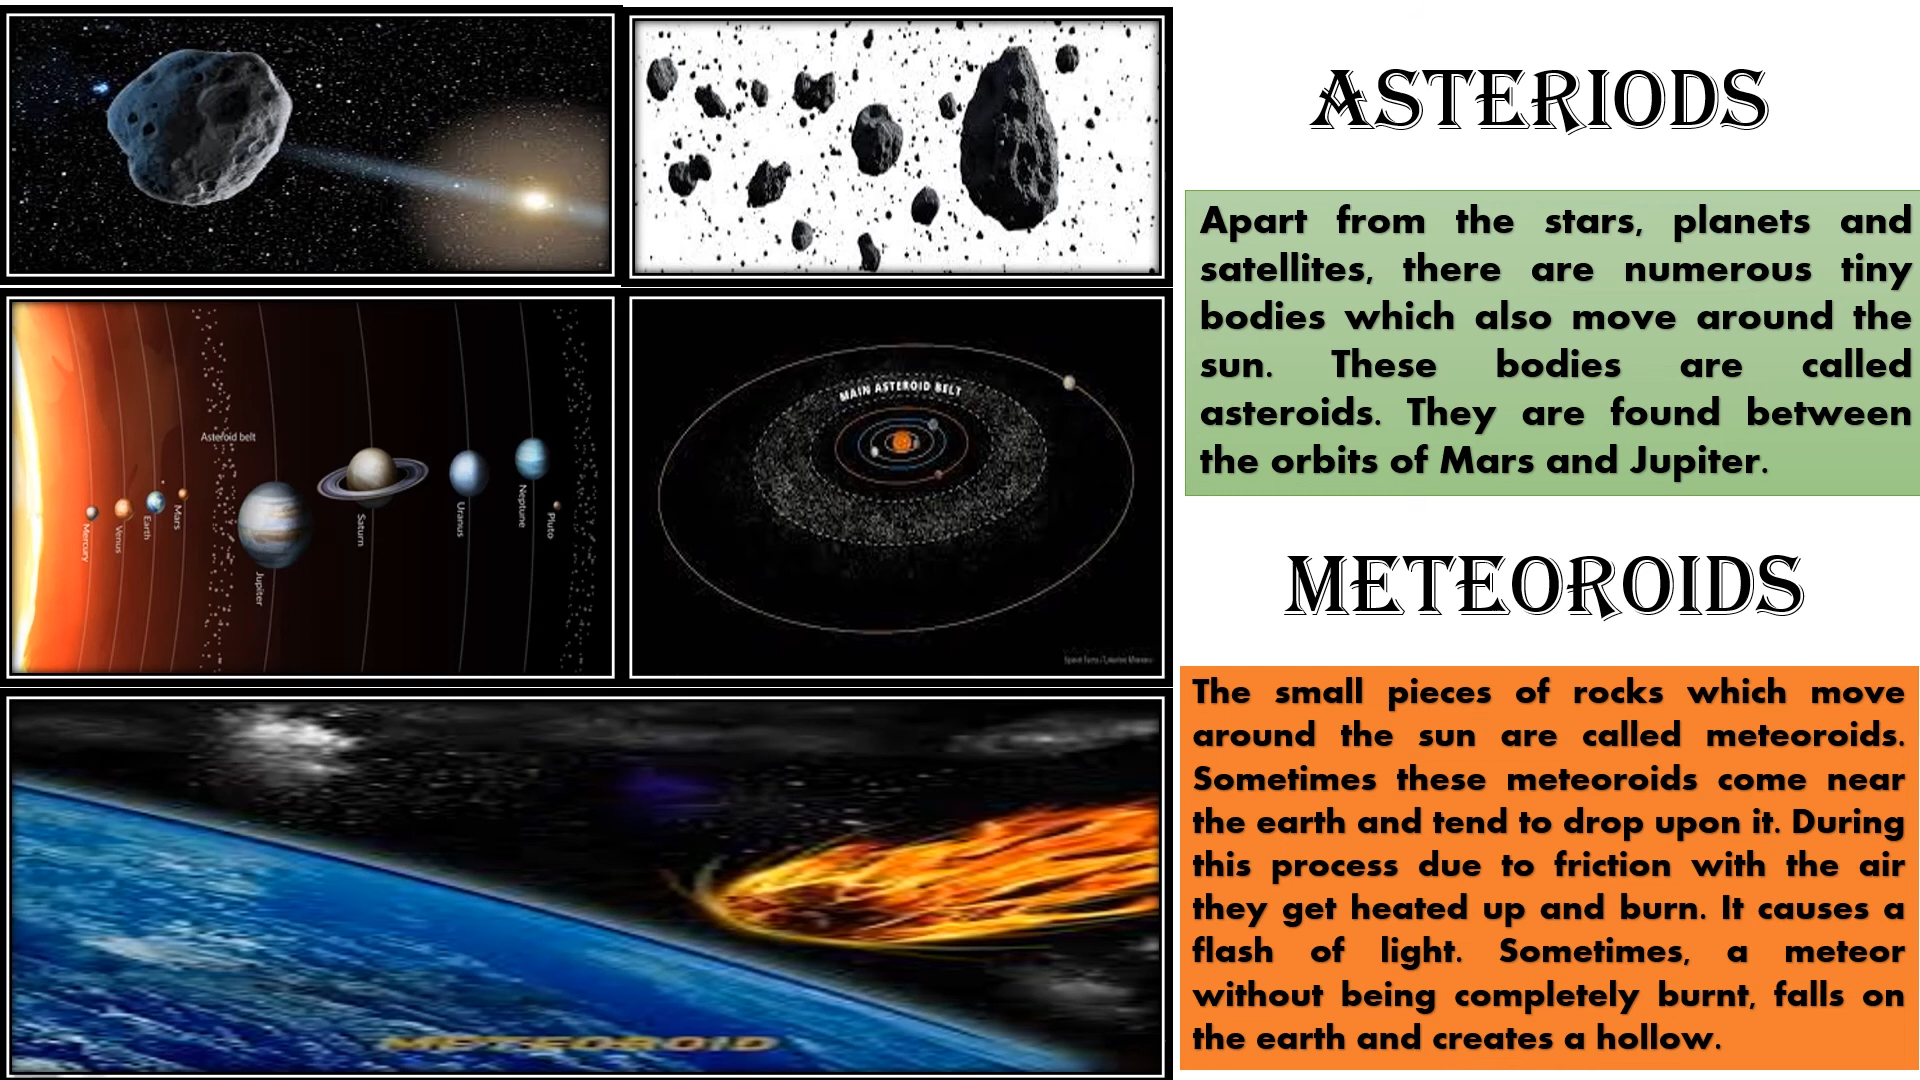 ASTERIODS
Apart from the stars, planets and
satellites, there are numerous tiny
bodies which also move around the
sun. These bodies are called
asteroids. They are found between
the orbits of Mars and Jupiter.
METEOROIDS
The small pieces of rocks which move
around the sun are called meteoroids.
Sometimes these meteoroids come near
the earth and tend to drop upon it. During
this process due to friction with the air
they get heated up and burn. It causes a
flash of light. Sometimes, a meteor
without being completely burnt, falls on
the earth and creates a hollow.
Asteroid belt
Mercury
Venus
Earth
Mars
Jupiter
Saturn
Uranus
Neptune
Pluto
MAIN ASTEROID BELT
METEOROID